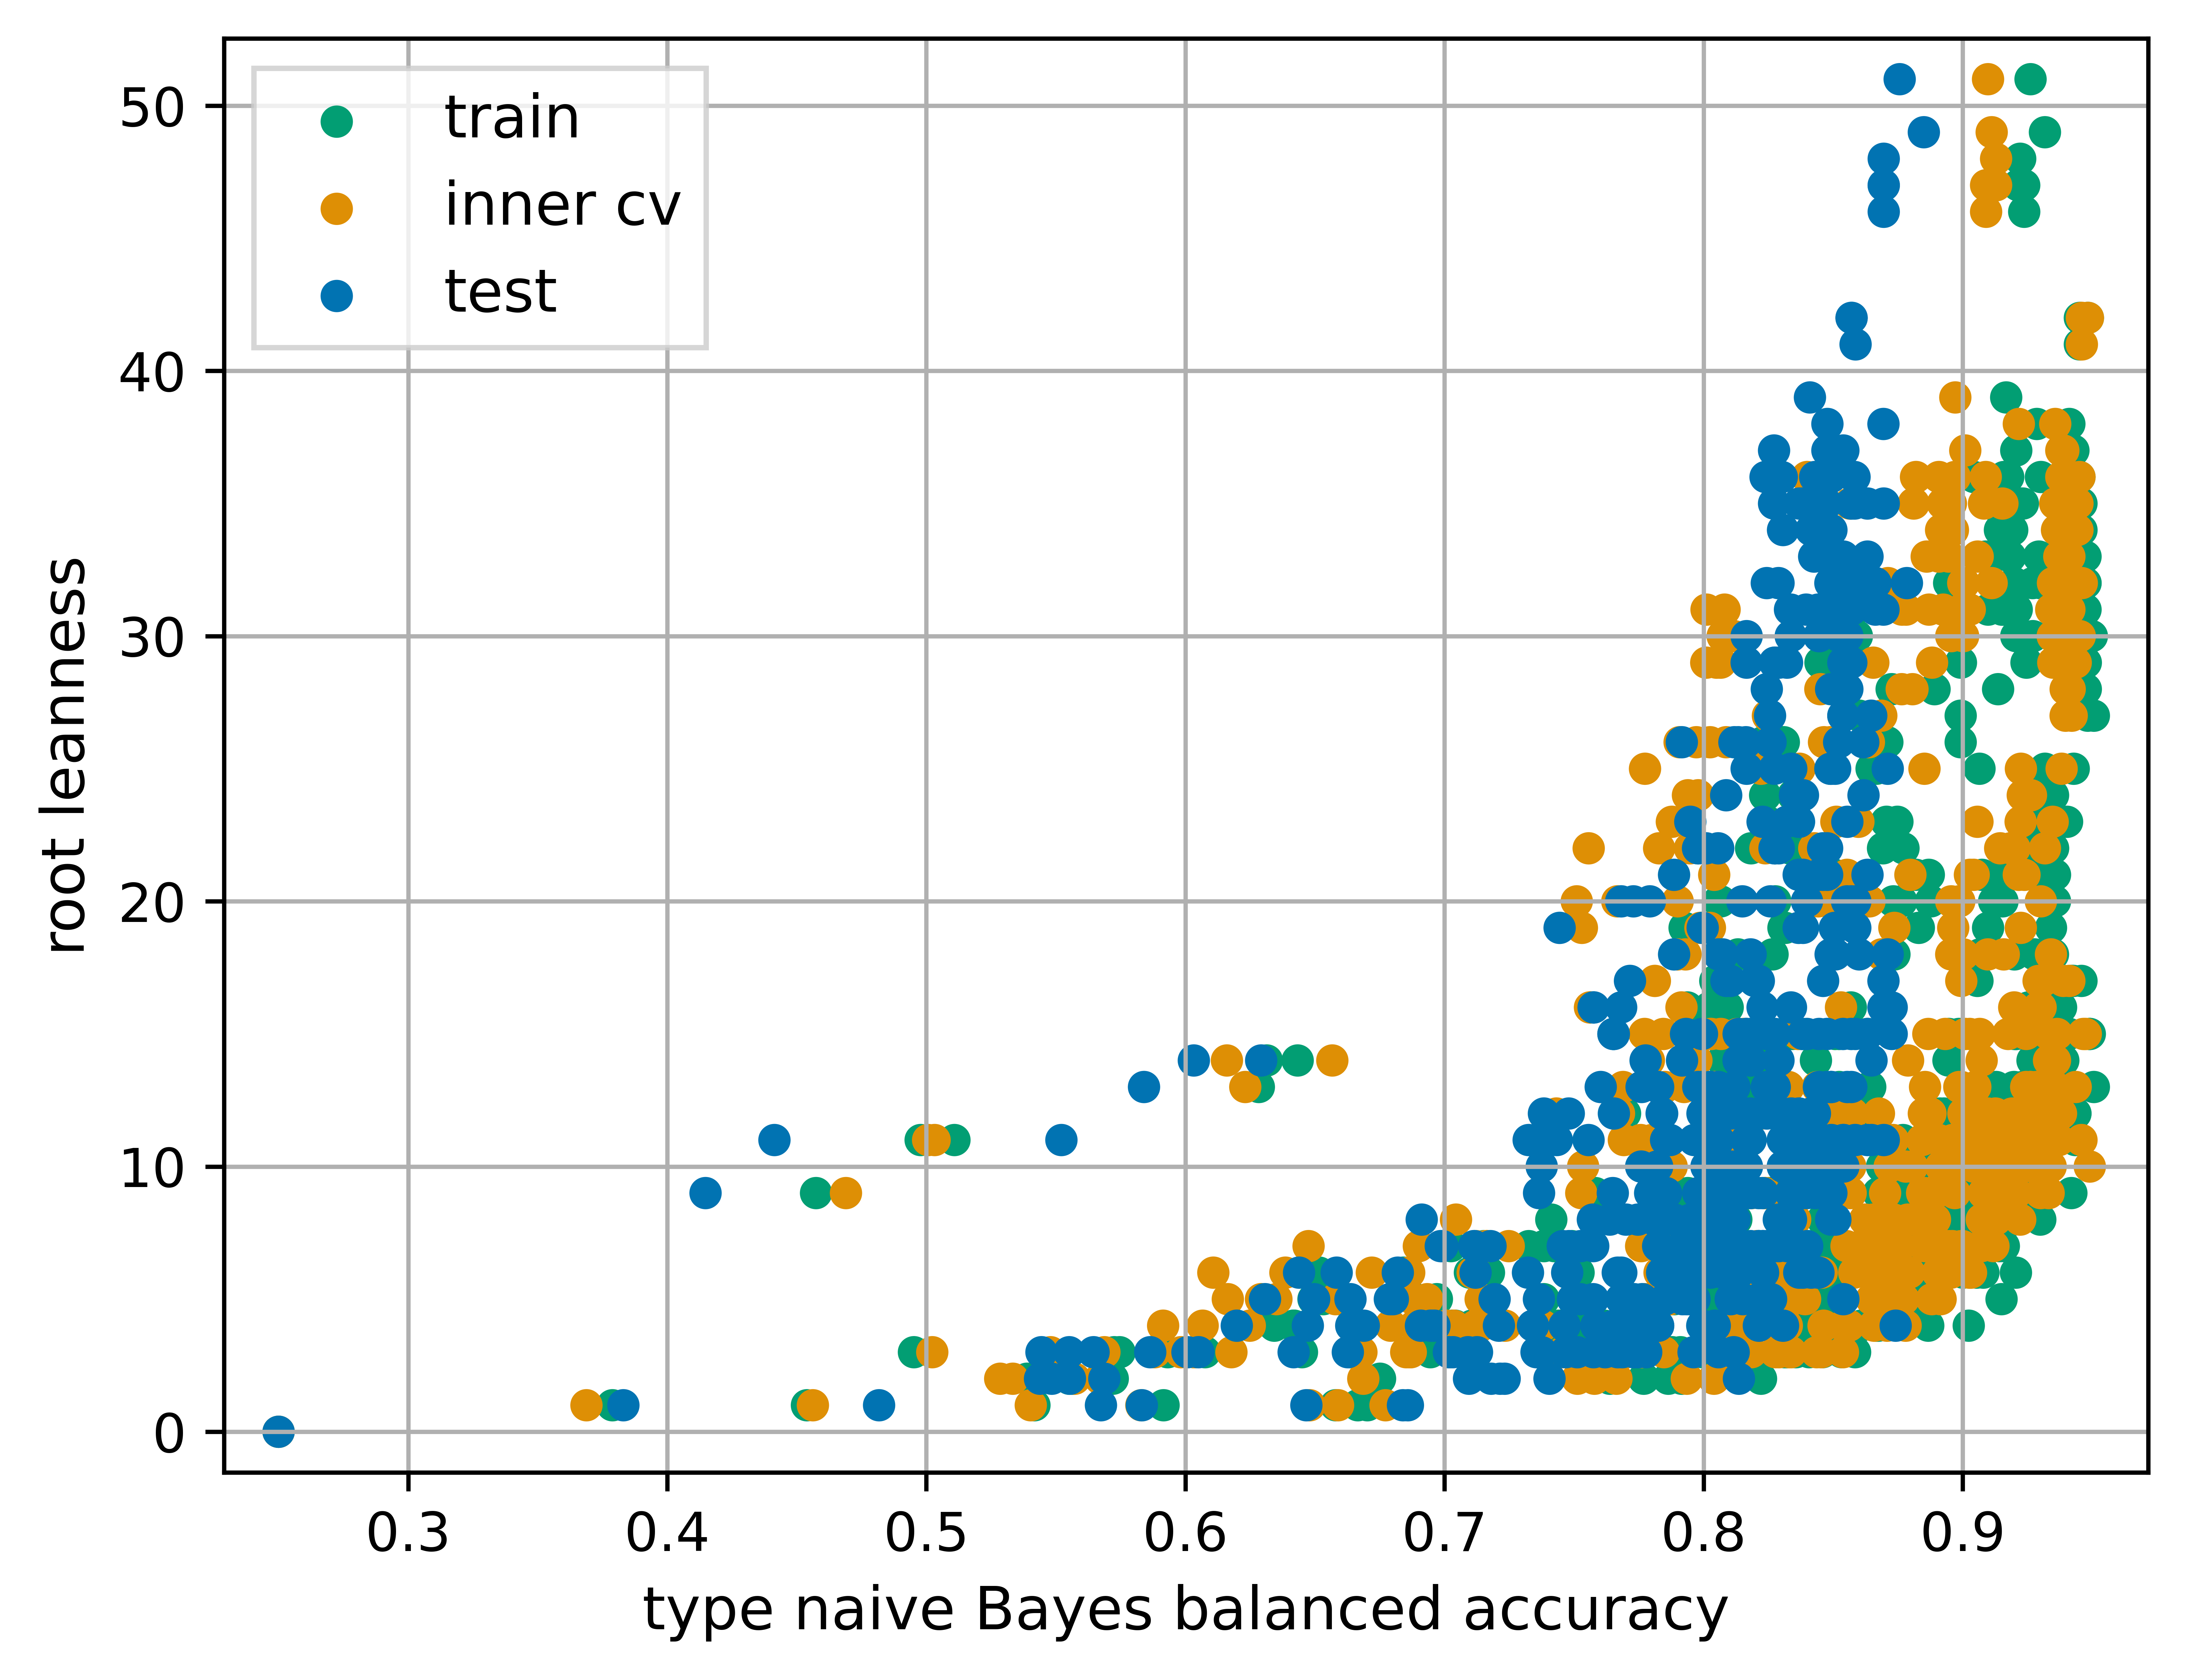 train
inner cv
test
50
40
30
20
10
0
root leanness
0.3 0.4 0.5 0.6 0.7 0.8 0.9
type naive Bayes balanced accuracy